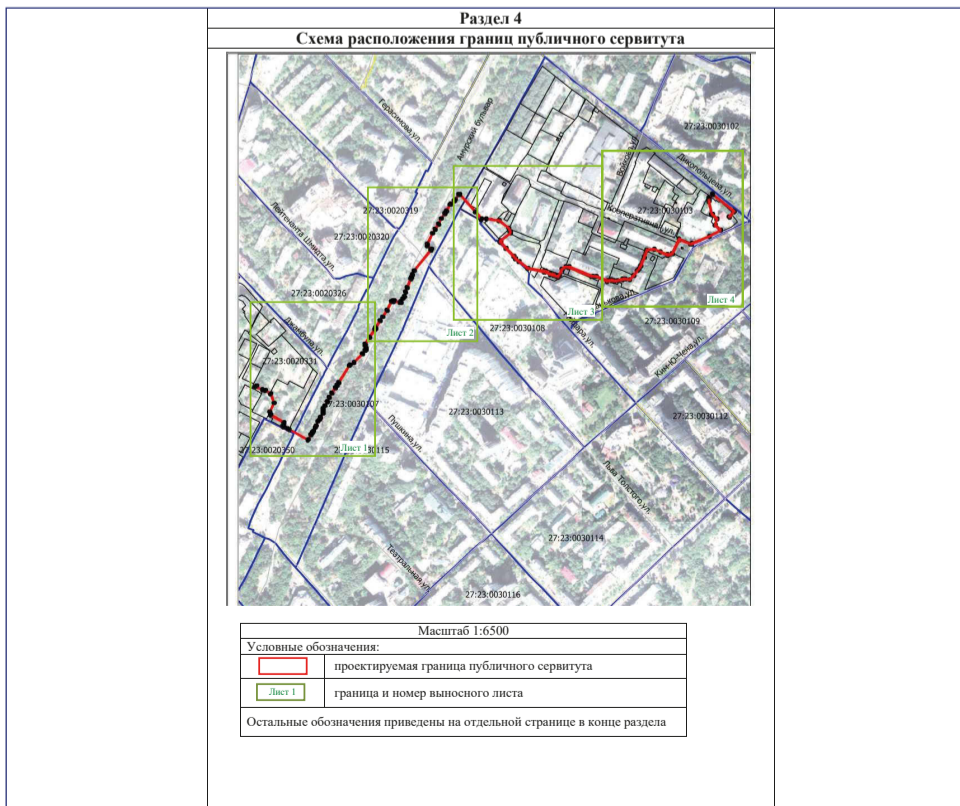 Раздел 4
Схема расположения границ публичного сервитута
27:23:0030102
Герасимова,ул.
Амурский бульвар
Дикопольцева,ул.
27:23:0020319
27:23:0030103
27:23:0020320
Лейтенанта Шмидта,ул.
27:23:0020326
Лист 4
Лист 3
Лист 2
27:23:0030108
27:23:0030109
Джамбула,ул.
Ким-Ю-Чена,ул.
27:23:0020331
27:23:0030107
27:23:0030113
27:23:0030112
Пушкина,ул.
27:23:0020350
Лист 1
30115
Льва Толстого,ул.
27:23:0030114
Театральная,ул.
27:23:0030116
Масштаб 1:6500
Условные обозначения:
проектируемая граница публичного сервитута
Лист 1
граница и номер выносного листа
Остальные обозначения приведены на отдельной странице в конце раздела